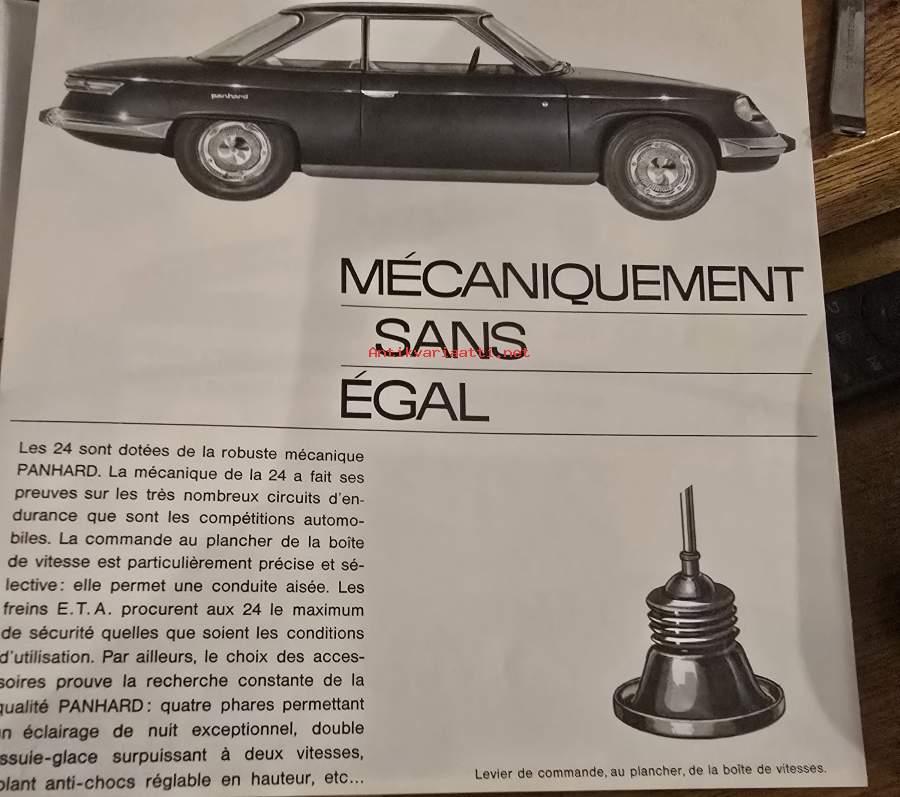 panhard
MÉCANIQUEMENT
SANS
Antikvariaatti.net
ÉGAL
Les 24 sont dotées de la robuste mécanique
PANHARD. La mécanique de la 24 a fait ses
preuves sur les très nombreux circuits d'en-
durance que sont les compétitions automo-
biles. La commande au plancher de la boîte
de vitesse est particulièrement précise et sé-
lective: elle permet une conduite aisée. Les
freins E.T.A. procurent aux 24 le maximum
de sécurité quelles que soient les conditions
d'utilisation. Par ailleurs, le choix des acces-
soires prouve la recherche constante de la
qualité PANHARD: quatre phares permettant
n éclairage de nuit exceptionnel, double
ssuie-glace surpuissant à deux vitesses,
olant anti-chocs réglable en hauteur, etc...
Levier de commande, au plancher, de la boîte de vitesses.